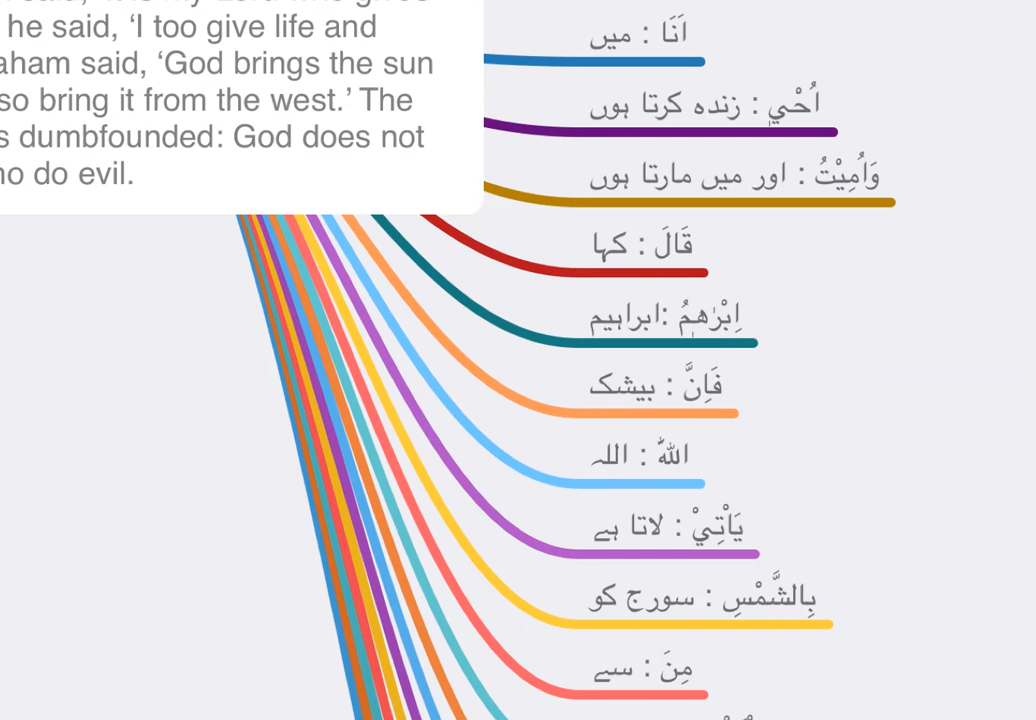 he said, ‘I too give life and
aham said, ‘God brings the sun
so bring it from the west.’ The
s dumbfounded: God does not
no do evil.
اَنَا : میں
اُحْيٖ : زندہ کرتا ہوں
وَاُمِيْتُ : اور میں مارتا ہوں
قَالَ : کہا
اِبْرٰهٖمُ :ابراہیم
فَاِنَّ : بیشک
اللّٰهَ : اللہ
يَاْتِيْ : لاتا ہے
بِالشَّمْسِ : سورج کو
مِنَ : سے